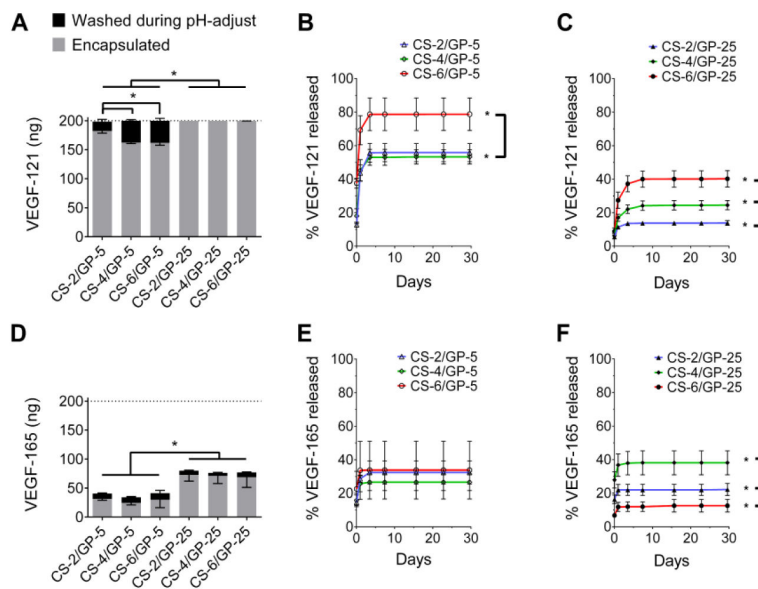 A
Washed during pH-adjust
Encapsulated
*
*
*
200
150
100
50
0
VEGF-121 (ng)
CS-2/GP-5
CS-4/GP-5
CS-6/GP-5
CS-2/GP-25
CS-4/GP-25
CS-6/GP-25
B
CS-2/GP-5
CS-4/GP-5
CS-6/GP-5
100
80
60
40
20
0
% VEGF-121 released
*
*
0 10 20 30
Days
C
CS-2/GP-25
CS-4/GP-25
CS-6/GP-25
100
80
60
40
20
0
% VEGF-121 released
*
*
*
0 10 20 30
Days
D
*
200
150
100
50
0
VEGF-165 (ng)
CS-2/GP-5
CS-4/GP-5
CS-6/GP-5
CS-2/GP-25
CS-4/GP-25
CS-6/GP-25
E
CS-2/GP-5
CS-4/GP-5
CS-6/GP-5
100
80
60
40
20
0
% VEGF-165 released
0 10 20 30
Days
F
CS-2/GP-25
CS-4/GP-25
CS-6/GP-25
100
80
60
40
20
0
% VEGF-165 released
*
*
*
0 10 20 30
Days